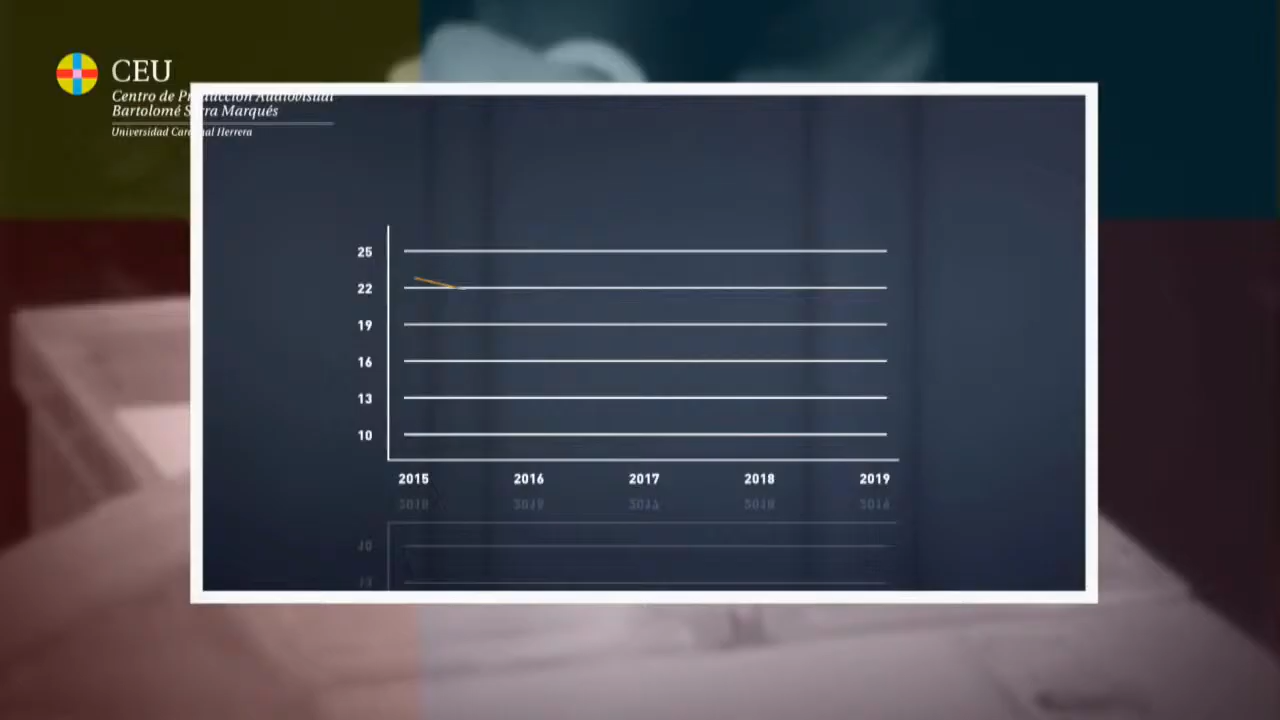 CEU
Centro de Producción Audiovisual
Bartolomé Serra Marqués
Universidad Cardenal Herrera
25
22
19
16
13
10
2015 2016 2017 2018 2019